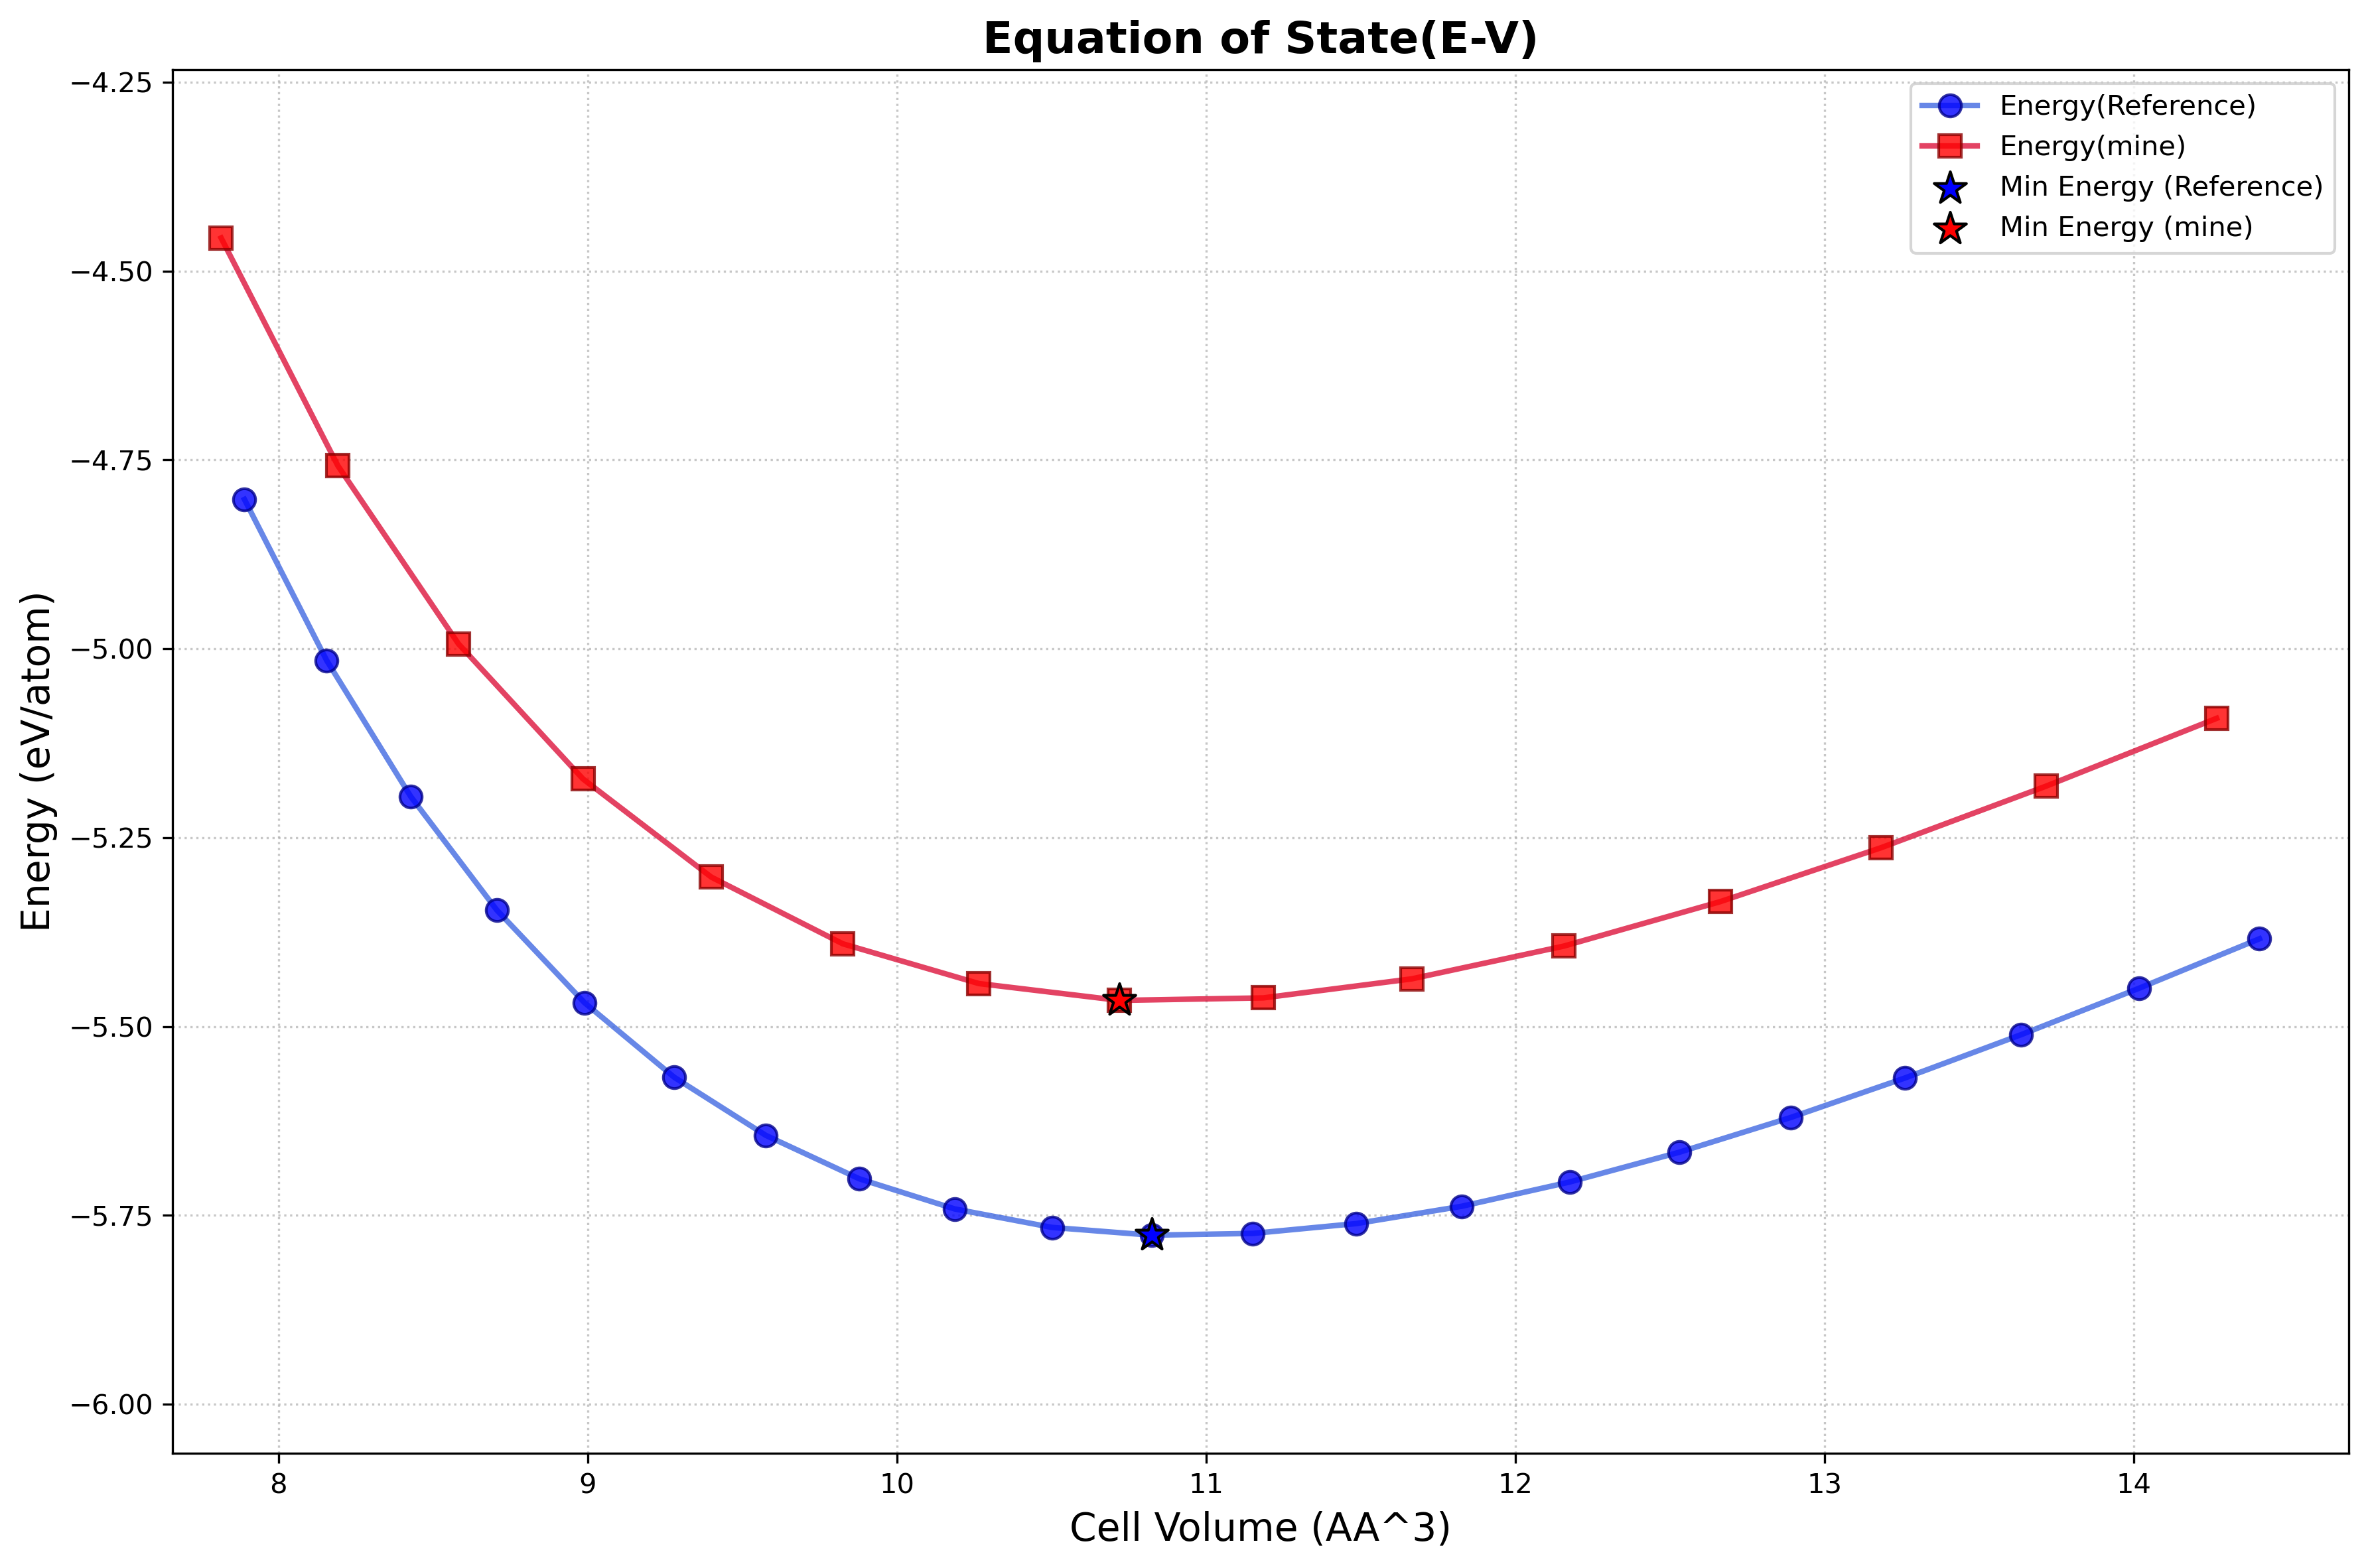 Equation of State(E-V)
Energy(Reference)
Energy(mine)
Min Energy (Reference)
Min Energy (mine)
Energy (eV/atom)
−4.25
−4.50
−4.75
−5.00
−5.25
−5.50
−5.75
−6.00
8 9 10 11 12 13 14
Cell Volume (AA^3)